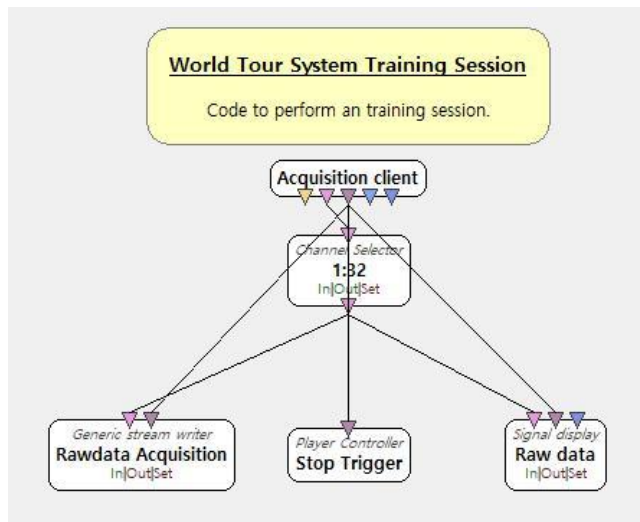 World Tour System Training Session
Code to perform an training session.
Acquisition client
Channel Selector
1:32
In|Out|Set
Generic stream writer
Rawdata Acquisition
In|Out|Set
Player Controller
Stop Trigger
Signal display
Raw data
In|Out|Set